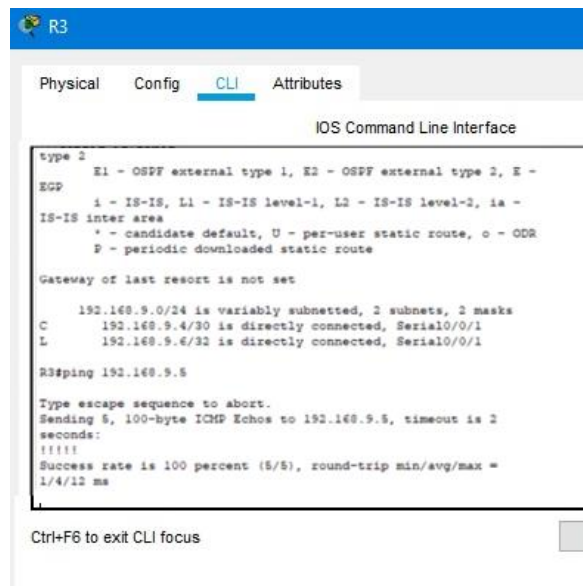 R3
Physical Config CLI Attributes
IOS Command Line Interface
type 2
E1 - OSPF external type 1, E2 - OSPF external type 2, E -
EGP
i - IS-IS, L1 - IS-IS level-1, L2 - IS-IS level-2, ia -
IS-IS inter area
* - candidate default, U - per-user static route, o - ODR
P - periodic downloaded static route
Gateway of last resort is not set
192.168.9.0/24 is variably subnetted, 2 subnets, 2 masks
C 192.168.9.4/30 is directly connected, Serial0/0/1
L 192.168.9.6/32 is directly connected, Serial0/0/1
R3#ping 192.168.9.5
Type escape sequence to abort.
Sending 5, 100-byte ICMP Echos to 192.168.9.5, timeout is 2
seconds:
!!!!!
Success rate is 100 percent (5/5), round-trip min/avg/max =
1/4/12 ms
Ctrl+F6 to exit CLI focus